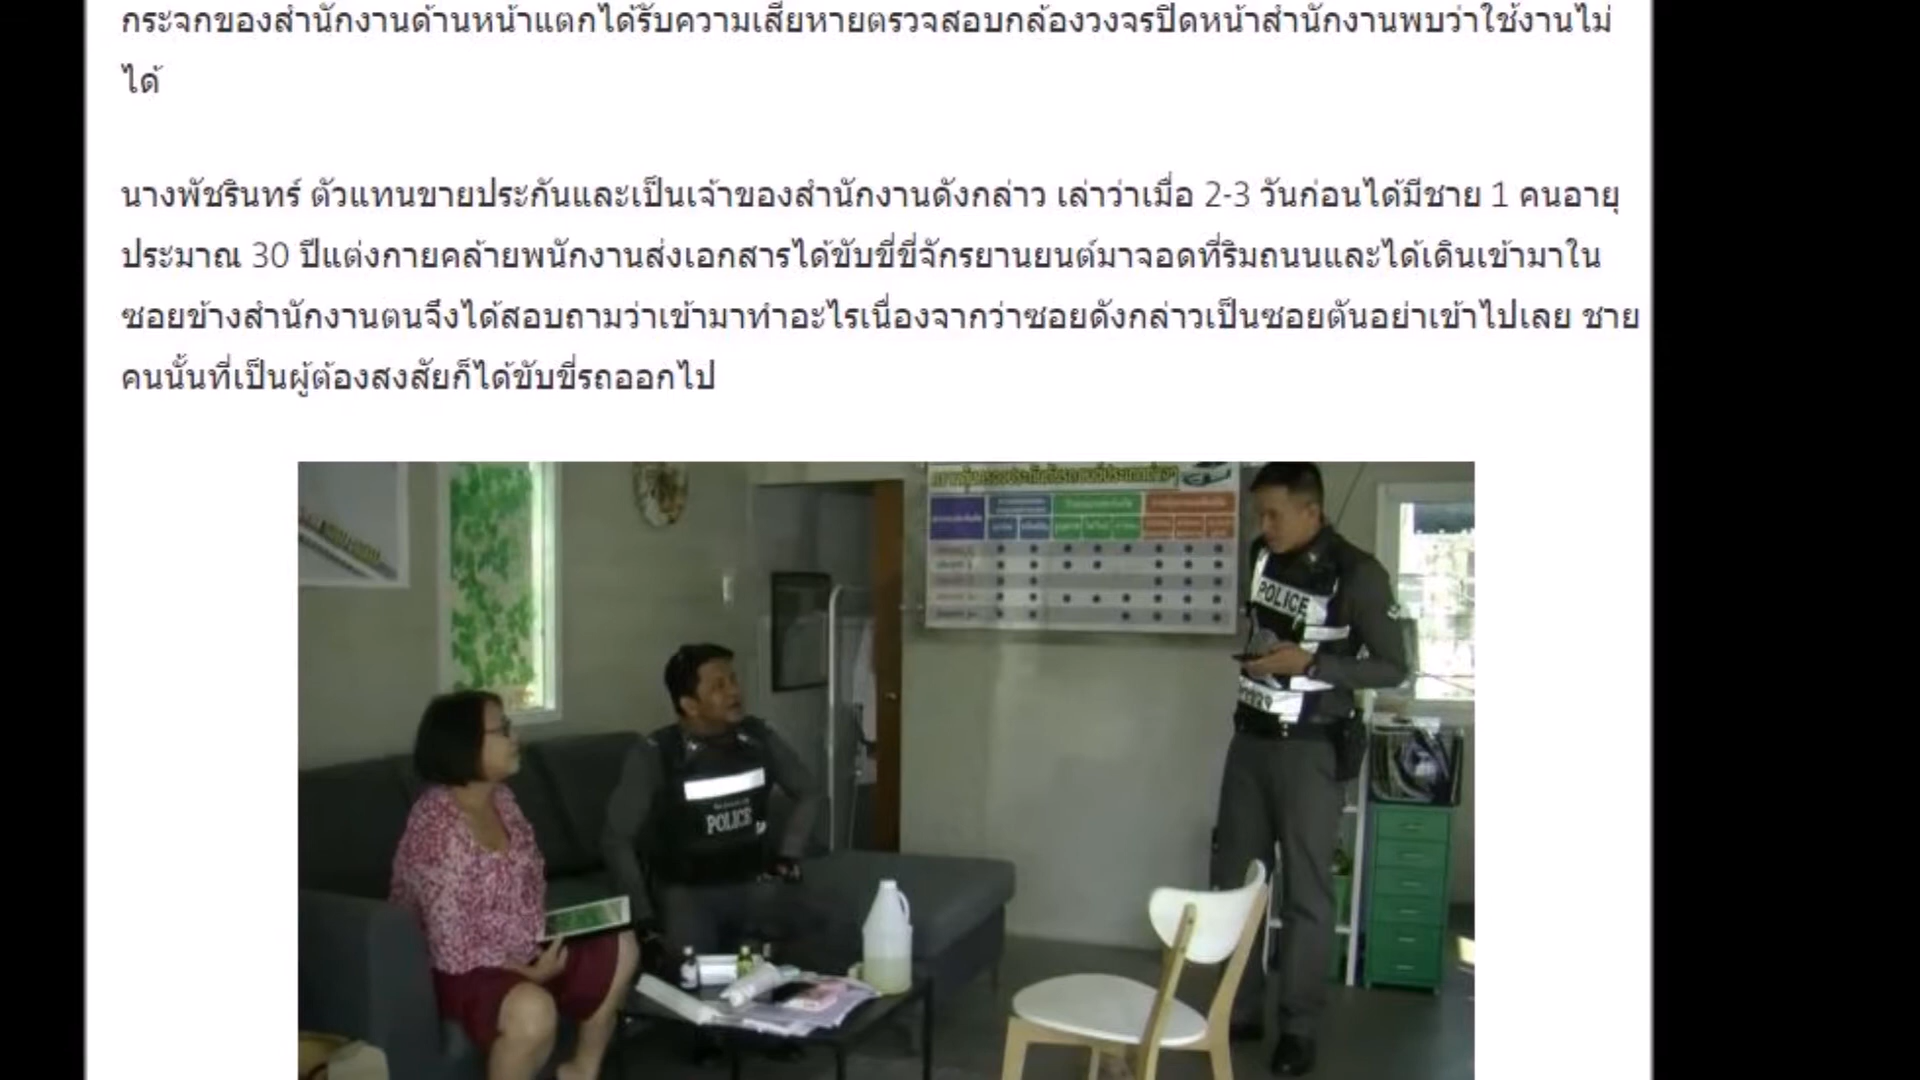 กระจกของสำนักงานด้านหน้าแตกได้รับความเสียหายตรวจสอบกล้องวงจรปิดหน้าสำนักงานพบว่าใช้งานไม่
ได้
นางพัชรินทร์ ตัวแทนขายประกันและเป็นเจ้าของสำนักงานดังกล่าว เล่าว่าเมื่อ 2-3 วันก่อนได้มีชาย 1 คนอายุ
ประมาณ 30 ปีแต่งกายคล้ายพนักงานส่งเอกสารได้ขับขี่ขี่จักรยานยนต์มาจอดที่ริมถนนและได้เดินเข้ามาใน
ซอยข้างสำนักงานตนจึงได้สอบถามว่าเข้ามาทำอะไรเนื่องจากว่าซอยดังกล่าวเป็นซอยตันอย่าเข้าไปเลย ชาย
คนนั้นที่เป็นผู้ต้องสงสัยก็ได้ขับขี่รถออกไป
POLICE
POLICE